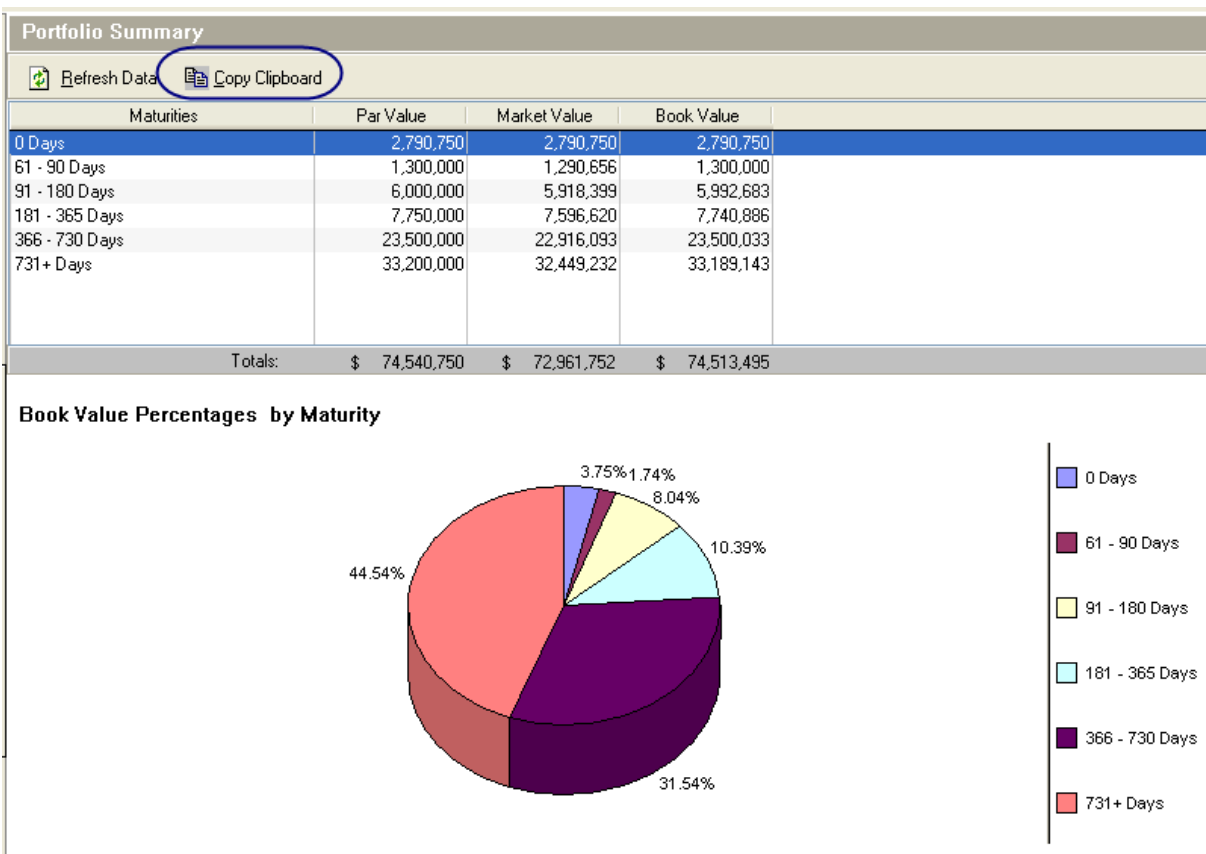 Portfolio Summary
Refresh Data Copy Clipboard
Maturities Par Value Market Value Book Value
0 Days 2,790,750 2,790,750 2,790,750
61 - 90 Days 1,300,000 1,290,656 1,300,000
91 - 180 Days 6,000,000 5,918,399 5,992,683
181 - 365 Days 7,750,000 7,596,620 7,740,886
366 - 730 Days 23,500,000 22,916,093 23,500,033
731+ Days 33,200,000 32,449,232 33,189,143
Totals: $ 74,540,750 $ 72,961,752 $ 74,513,495
Book Value Percentages by Maturity
3.75% 1.74%
8.04%
10.39%
44.54%
31.54%
0 Days
61 - 90 Days
91 - 180 Days
181 - 365 Days
366 - 730 Days
731+ Days